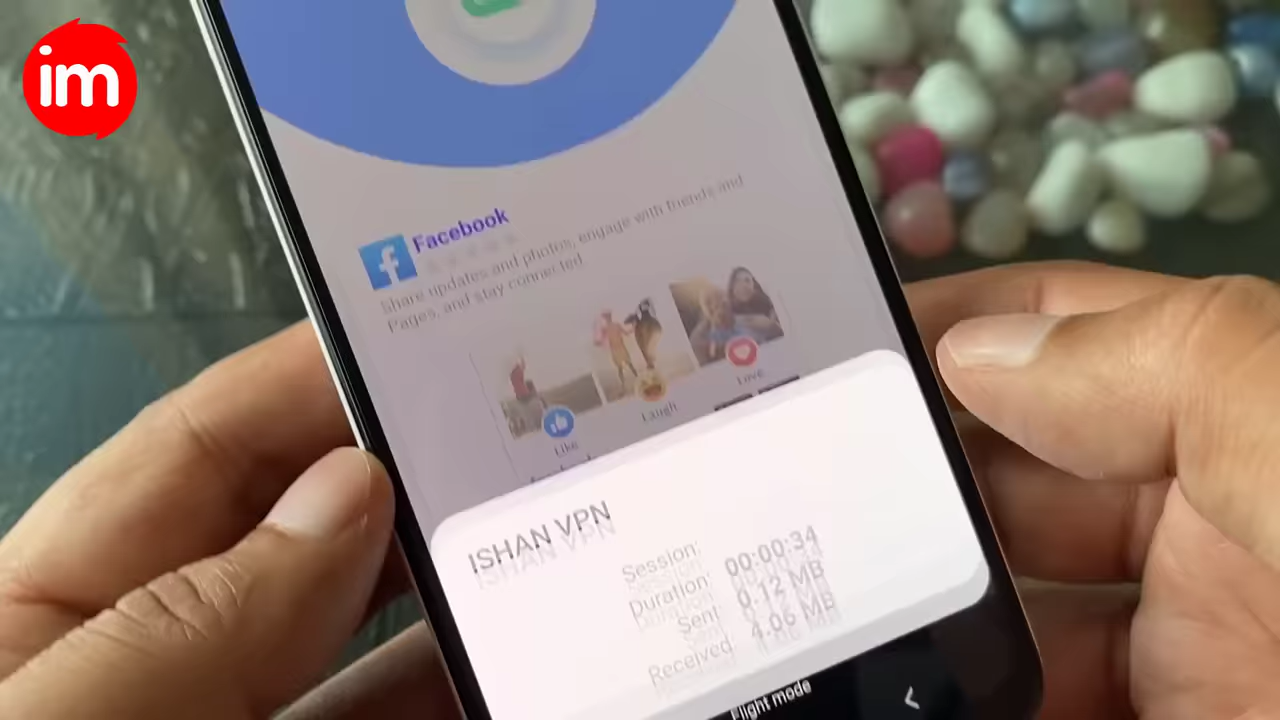 im
Facebook
Share updates and photos, engage with friends and
Pages, and stay connected
Love
Laugh
Like
ISHAN VPN
Session:
Duration: 00:00:34
Sent: 0.12 MB
Received 4.06 MB
Flight mode